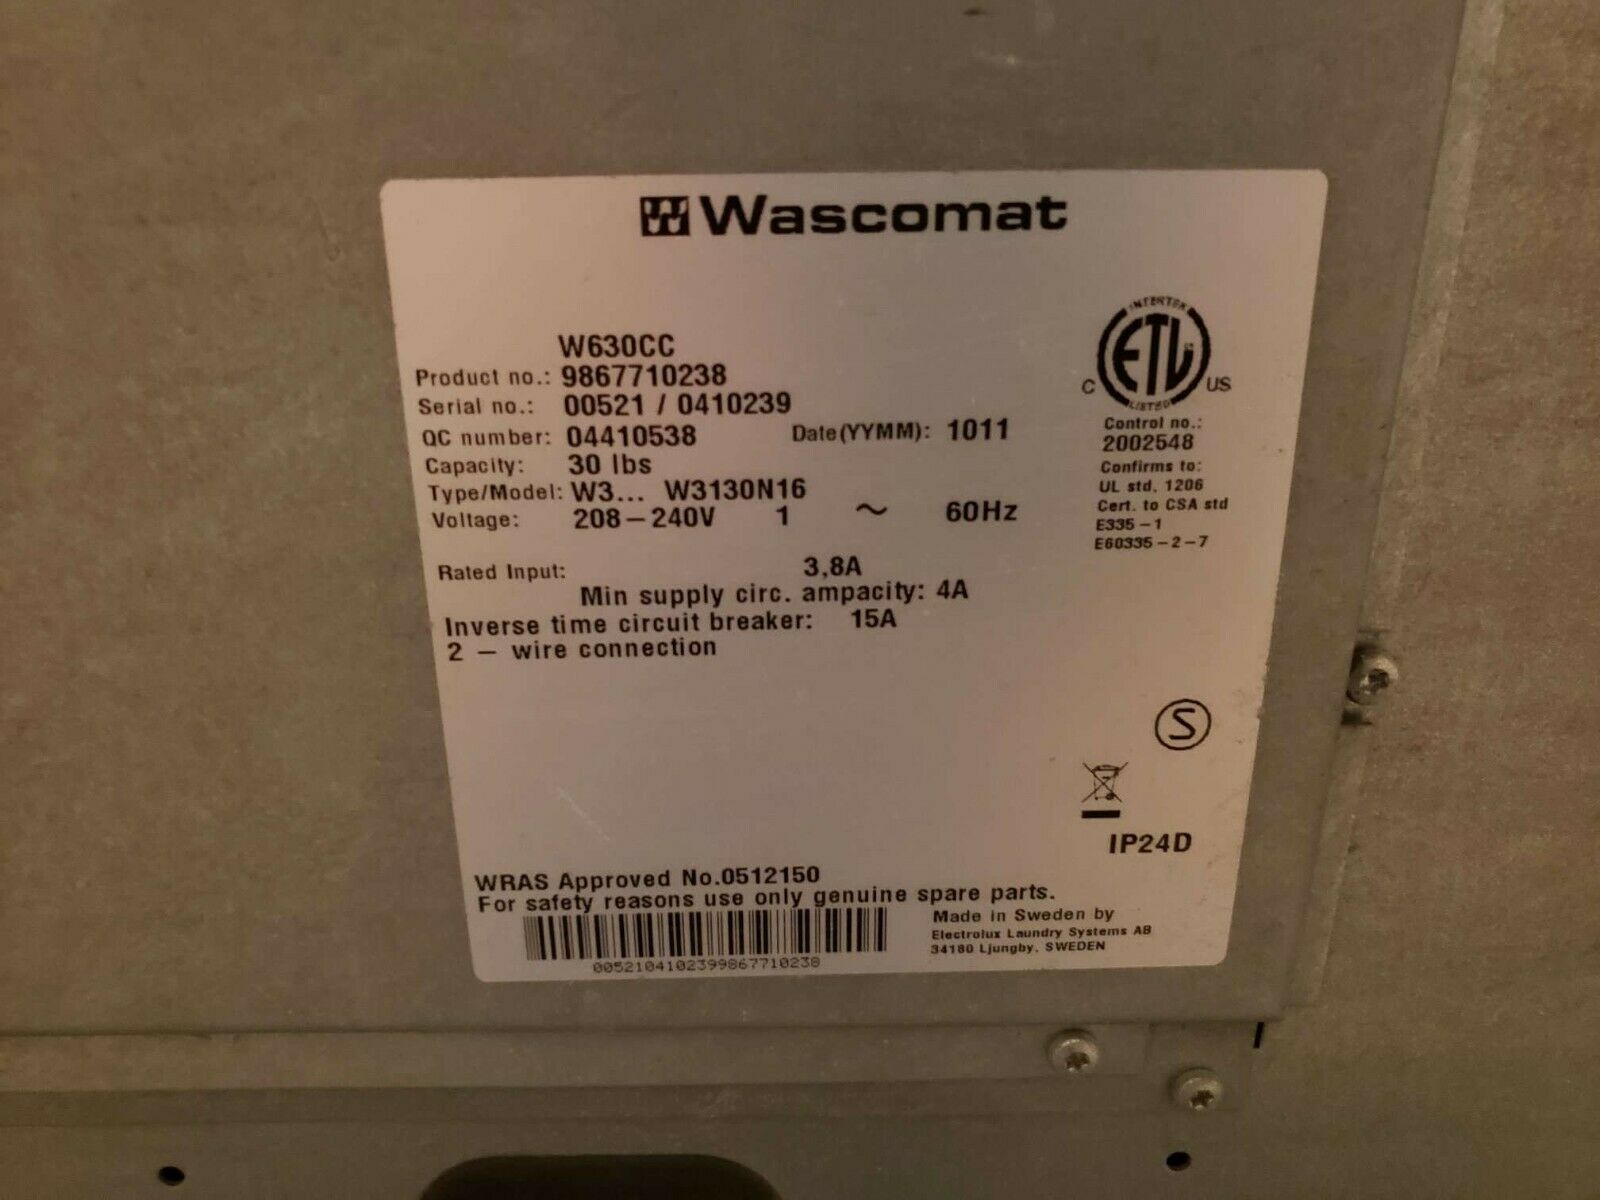 Wascomat
W630CC
Product no.: 9867710238
Serial no.: 00521 / 0410239
QC number: 04410538 Date(YYMM): 1011
Capacity: 30 lbs
Type/Model: W3... W3130N16
Voltage: 208-240V 1 ~ 60Hz
Rated Input: 3,8A
Min supply circ. ampacity: 4A
Inverse time circuit breaker: 15A
2 - wire connection
INTERTEK
ETL
C US
LISTED
Control no.:
2002548
Confirms to:
UL std. 1206
Cert. to CSA std
E335-1
E60335-2-7
S
IP24D
WRAS Approved No.0512150
For safety reasons use only genuine spare parts.
0052104102399867710238
Made in Sweden by
Electrolux Laundry Systems AB
34180 Ljungby, SWEDEN